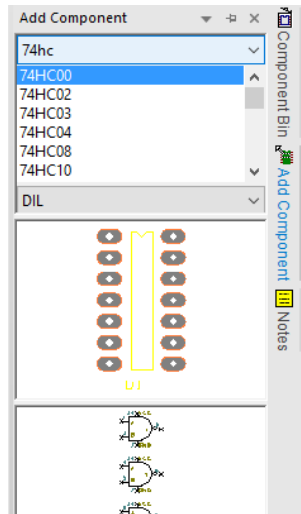 Add Component
74hc
74HC00
74HC02
74HC03
74HC04
74HC08
74HC10
DIL
U1
Component Bin
Add Component
Notes